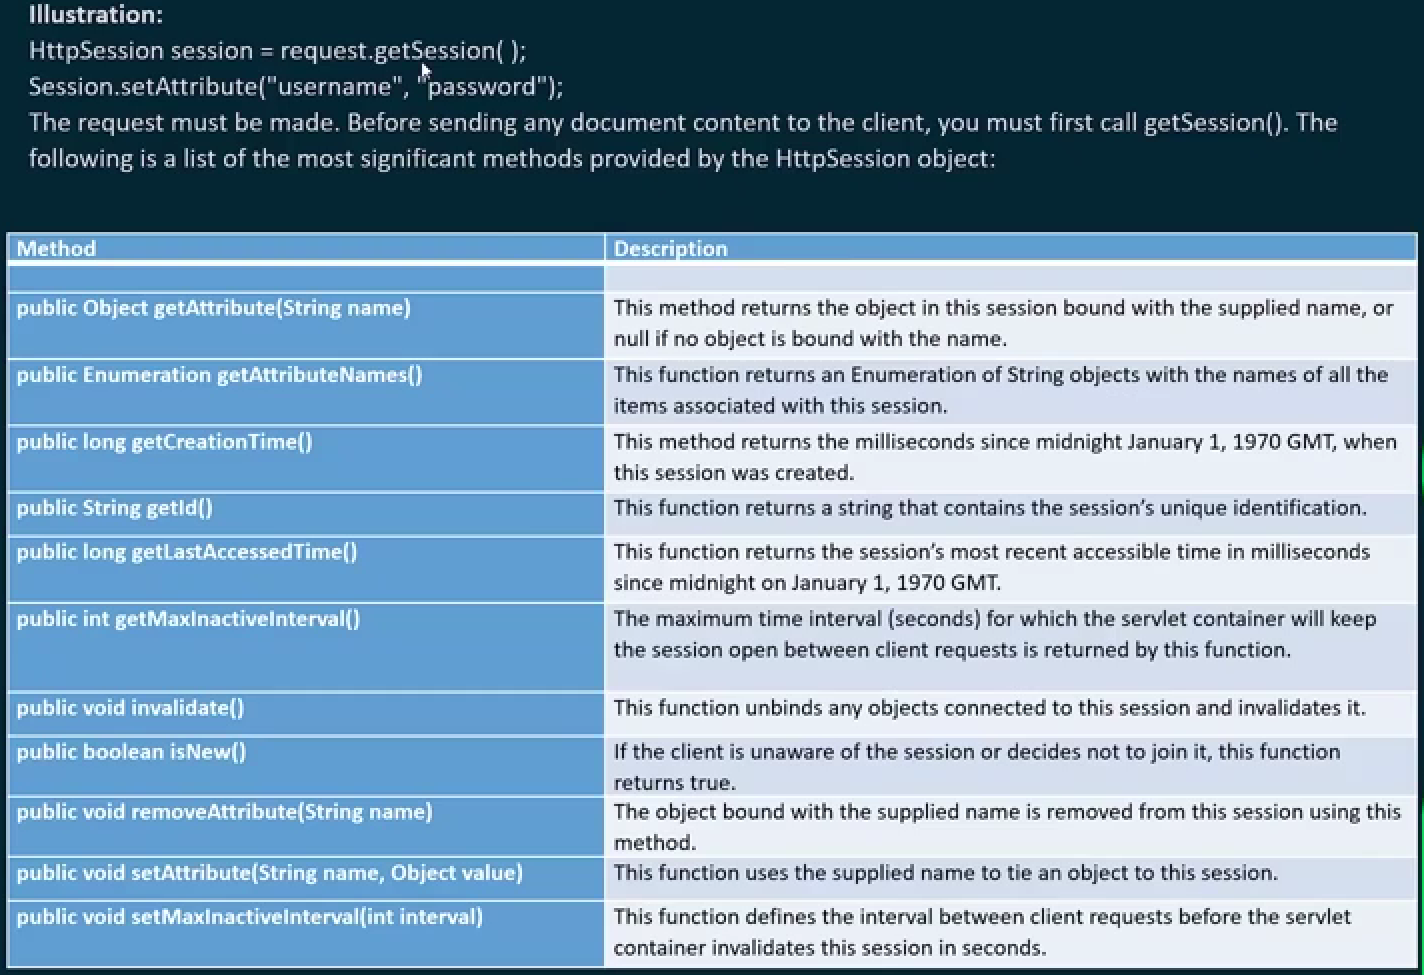 Illustration:
HttpSession session = request.getSession( );
Session.setAttribute("username", "password");
The request must be made. Before sending any document content to the client, you must first call getSession(). The
following is a list of the most significant methods provided by the HttpSession object:
Method
Description
public Object getAttribute(String name)
This method returns the object in this session bound with the supplied name, or
null if no object is bound with the name.
public Enumeration getAttributeNames()
This function returns an Enumeration of String objects with the names of all the
items associated with this session.
public long getCreationTime()
This method returns the milliseconds since midnight January 1, 1970 GMT, when
this session was created.
public String getId()
This function returns a string that contains the session's unique identification.
public long getLastAccessedTime()
This function returns the session's most recent accessible time in milliseconds
since midnight on January 1, 1970 GMT.
public int getMaxInactiveInterval()
The maximum time interval (seconds) for which the servlet container will keep
the session open between client requests is returned by this function.
public void invalidate()
This function unbinds any objects connected to this session and invalidates it.
public boolean isNew()
If the client is unaware of the session or decides not to join it, this function
returns true.
public void removeAttribute(String name)
The object bound with the supplied name is removed from this session using this
method.
public void setAttribute(String name, Object value)
This function uses the supplied name to tie an object to this session.
public void setMaxInactiveInterval(int interval)
This function defines the interval between client requests before the servlet
container invalidates this session in seconds.